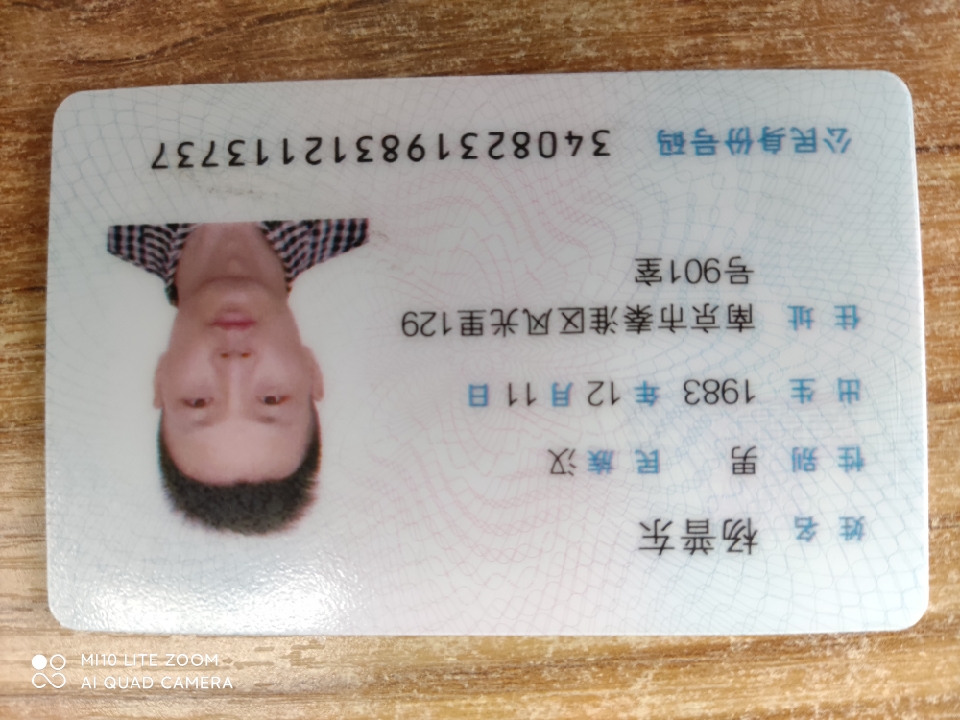 姓名 杨普东
性别 男 民族 汉
出生 1983 年 12 月 11 日
住址 南京市秦淮区风光里129
号901室
公民身份号码 340823198312113737
MI10 LITE ZOOM
AI QUAD CAMERA